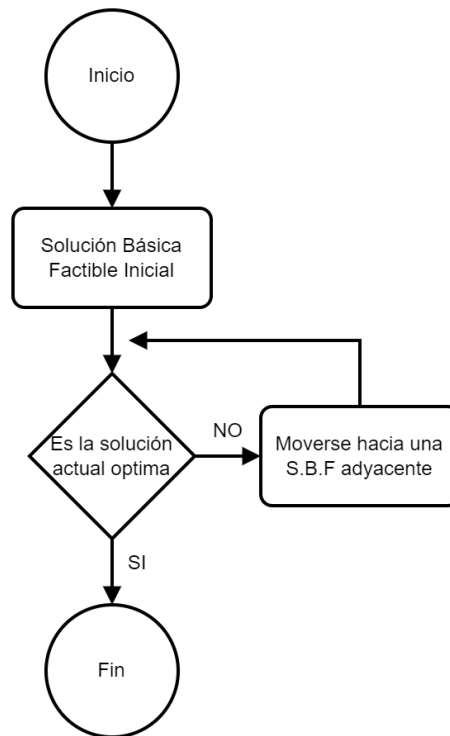 Inicio
Solución Básica
Factible Inicial
Es la solución
actual optima
NO
Moverse hacia una
S.B.F adyacente
SI
Fin